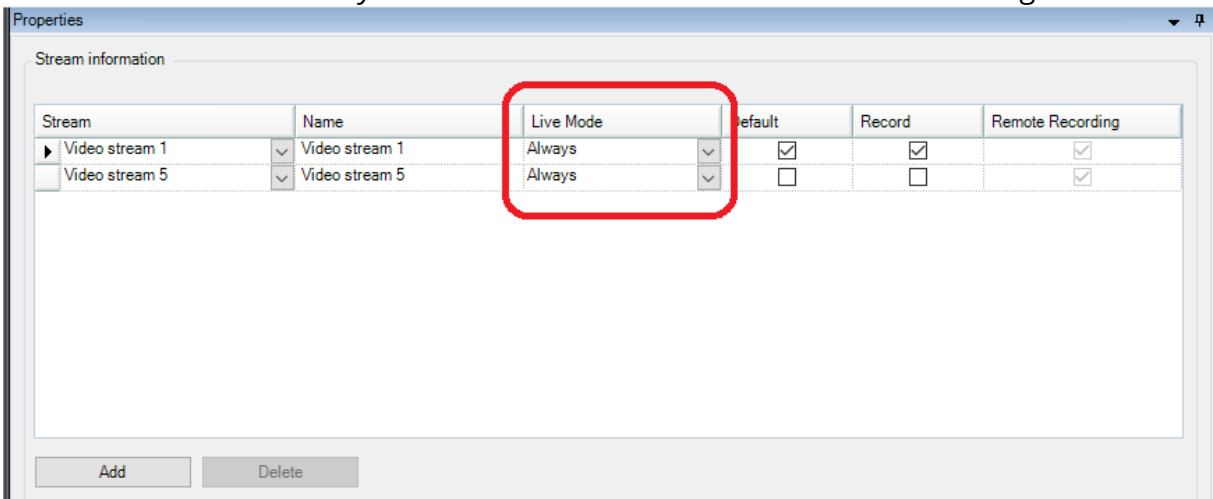 Properties
Stream information
Stream Name Live Mode Default Record Remote Recording
Video stream 1 Video stream 1 Always
Video stream 5 Video stream 5 Always
Add Delete